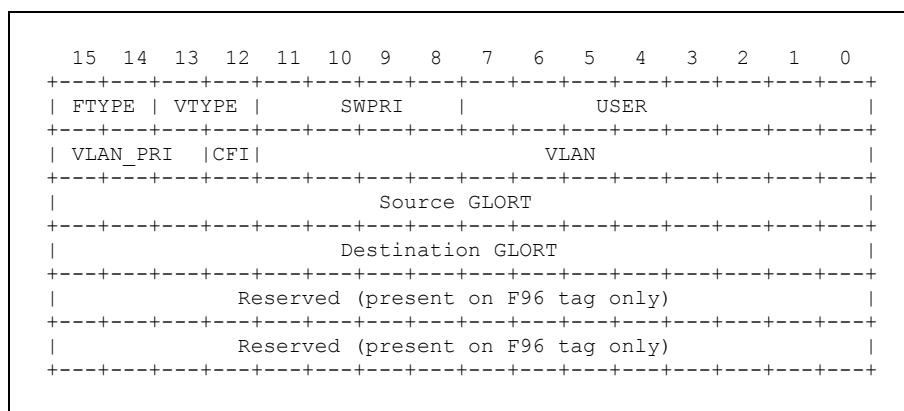 15 14 13 12 11 10 9 8 7 6 5 4 3 2 1 0
+---+---+---+---+---+---+---+---+---+---+---+---+---+---+---+---+
| FTYPE | VTYPE | SWPRI | USER |
+---+---+---+---+---+---+---+---+---+---+---+---+---+---+---+---+
| VLAN_PRI |CFI| VLAN |
+---+---+---+---+---+---+---+---+---+---+---+---+---+---+---+---+
| Source GLORT |
+---+---+---+---+---+---+---+---+---+---+---+---+---+---+---+---+
| Destination GLORT |
+---+---+---+---+---+---+---+---+---+---+---+---+---+---+---+---+
| Reserved (present on F96 tag only) |
+---+---+---+---+---+---+---+---+---+---+---+---+---+---+---+---+
| Reserved (present on F96 tag only) |
+---+---+---+---+---+---+---+---+---+---+---+---+---+---+---+---+